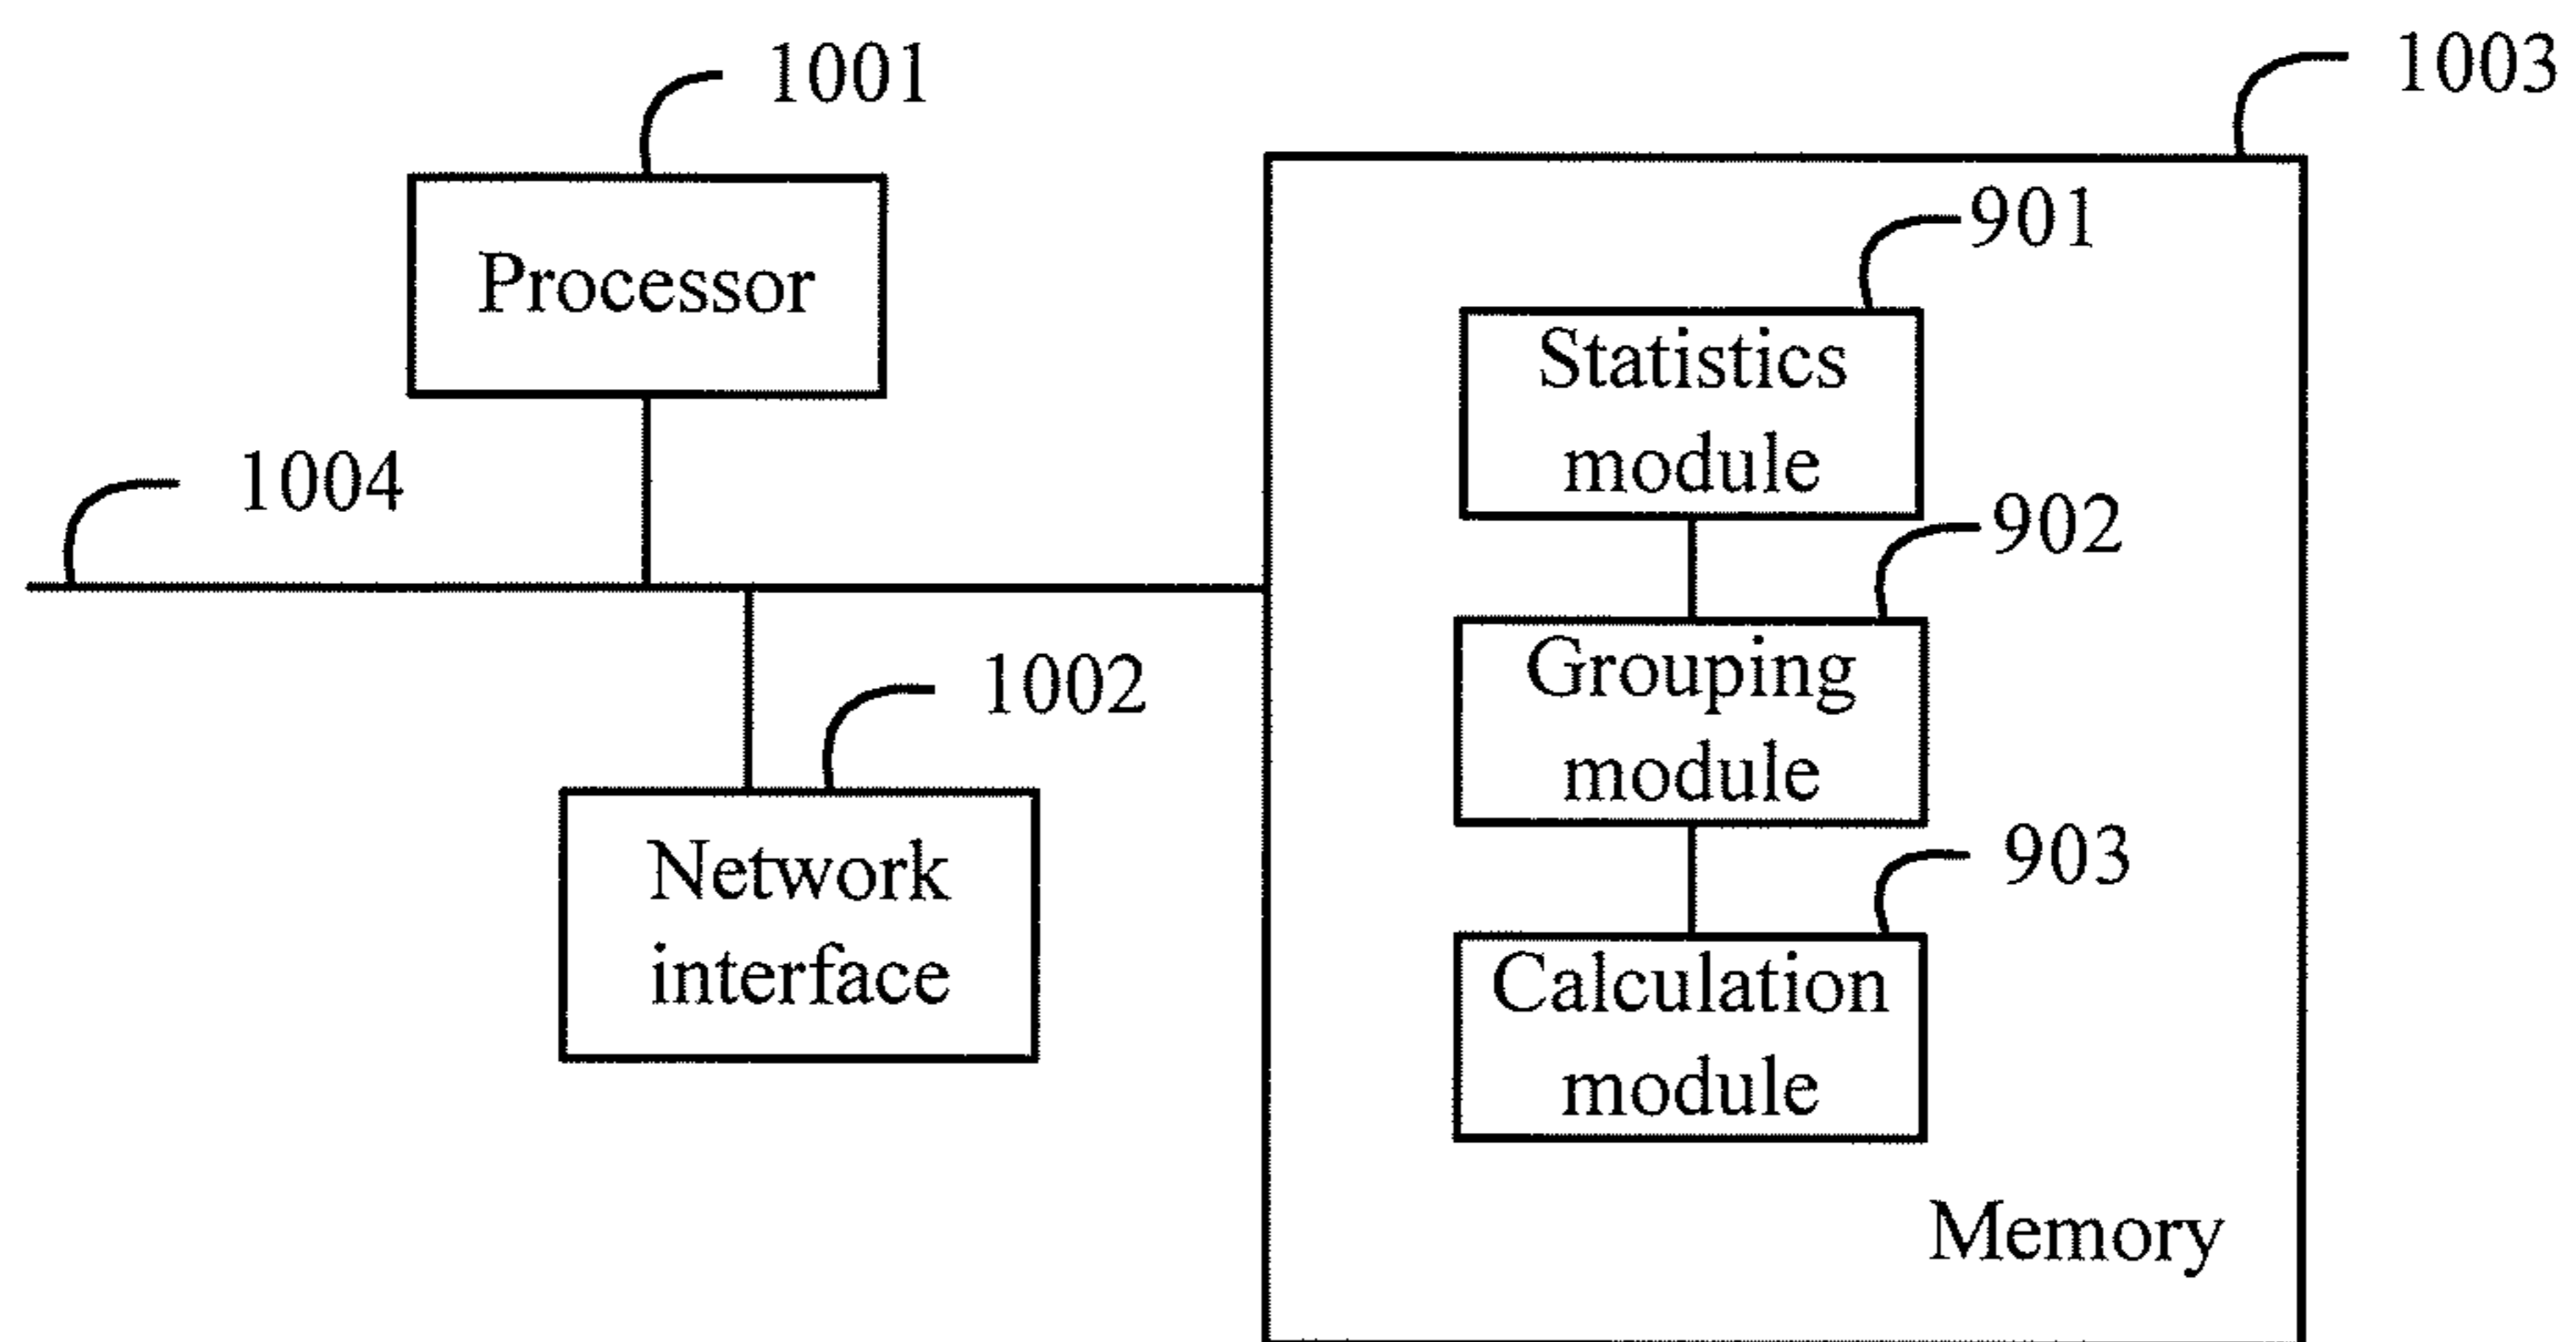 1001
1003
Processor
901
Statistics
module
1004
902
Grouping
module
1002
903
Network
interface
Calculation
module
Memory